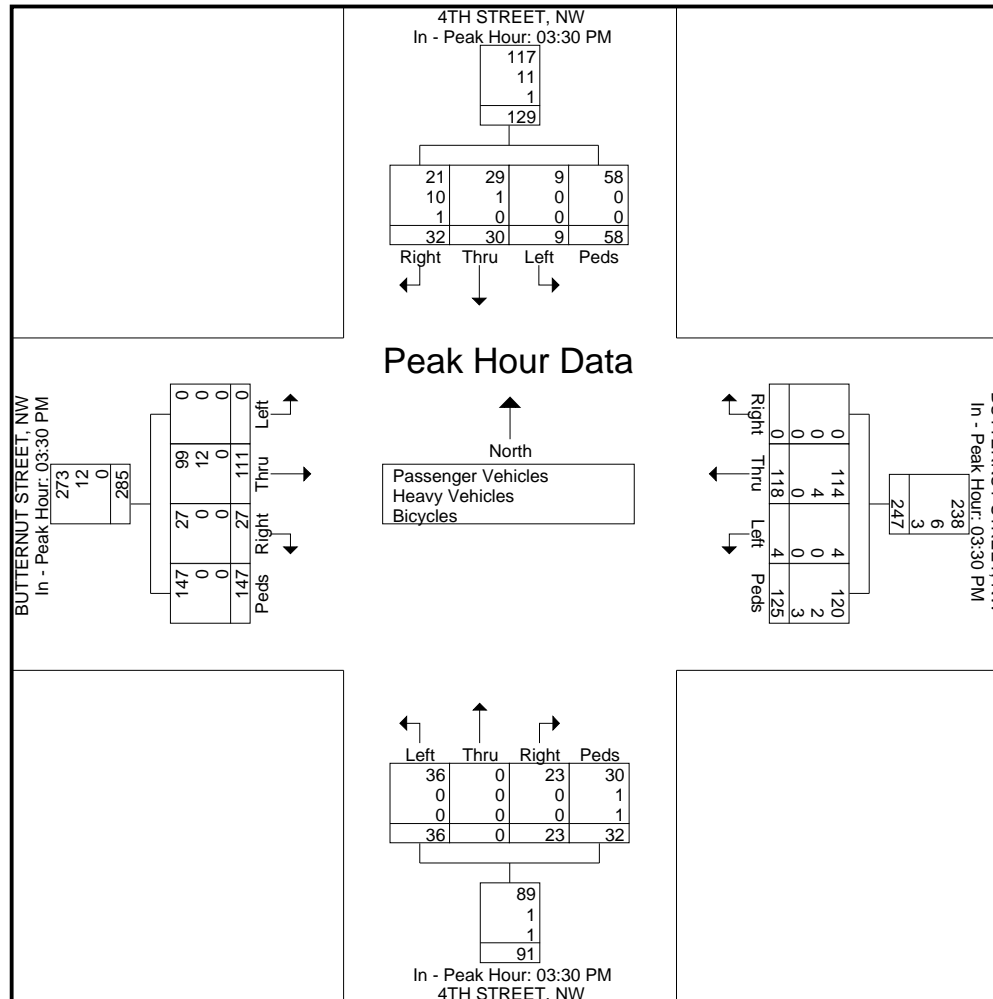 4TH STREET, NW
In - Peak Hour: 03:30 PM
117
11
1
129
21 29 9 58
10 1 0 0
1 0 0 0
32 30 9 58
Right Thru Left Peds
Peak Hour Data
North
Passenger Vehicles
Heavy Vehicles
Bicycles
BUTTERNUT STREET, NW
In - Peak Hour: 03:30 PM
273
12
0
285
0 99 27 147
0 12 0 0
0 0 0 0
0 111 27 147
Left Thru Right Peds
In - Peak Hour: 03:30 PM
238
6
3
247
0 114 4 120
0 4 0 2
0 0 0 3
0 118 4 125
Right Thru Left Peds
Left Thru Right Peds
36 0 23 30
0 0 0 1
0 0 0 1
36 0 23 32
89
1
1
91
In - Peak Hour: 03:30 PM
4TH STREET, NW